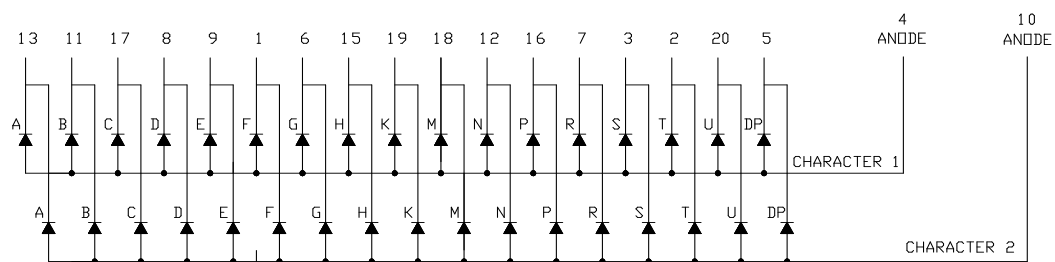 4 10
13 11 17 8 9 1 6 15 19 18 12 16 7 3 2 20 5 ANODE ANODE
A B C D E F G H K M N P R S T U DP
CHARACTER 1
A B C D E F G H K M N P R S T U DP
CHARACTER 2